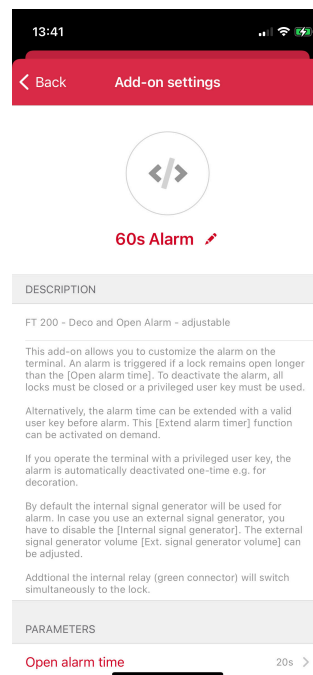 13:41
Back
Add-on settings
</>
60s Alarm
DESCRIPTION
FT 200 - Deco and Open Alarm - adjustable
This add-on allows you to customize the alarm on the
terminal. An alarm is triggered if a lock remains open longer
than the [Open alarm time]. To deactivate the alarm, all
locks must be closed or a privileged user key must be used.
Alternatively, the alarm time can be extended with a valid
user key before alarm. This [Extend alarm timer] function
can be activated on demand.
If you operate the terminal with a privileged user key, the
alarm is automatically deactivated one-time e.g. for
decoration.
By default the internal signal generator will be used for
alarm. In case you use an external signal generator, you
have to disable the [Internal signal generator]. The external
signal generator volume [Ext. signal generator volume] can
be adjusted.
Addtional the internal relay (green connector) will switch
simultaneously to the lock.
PARAMETERS
Open alarm time 20s